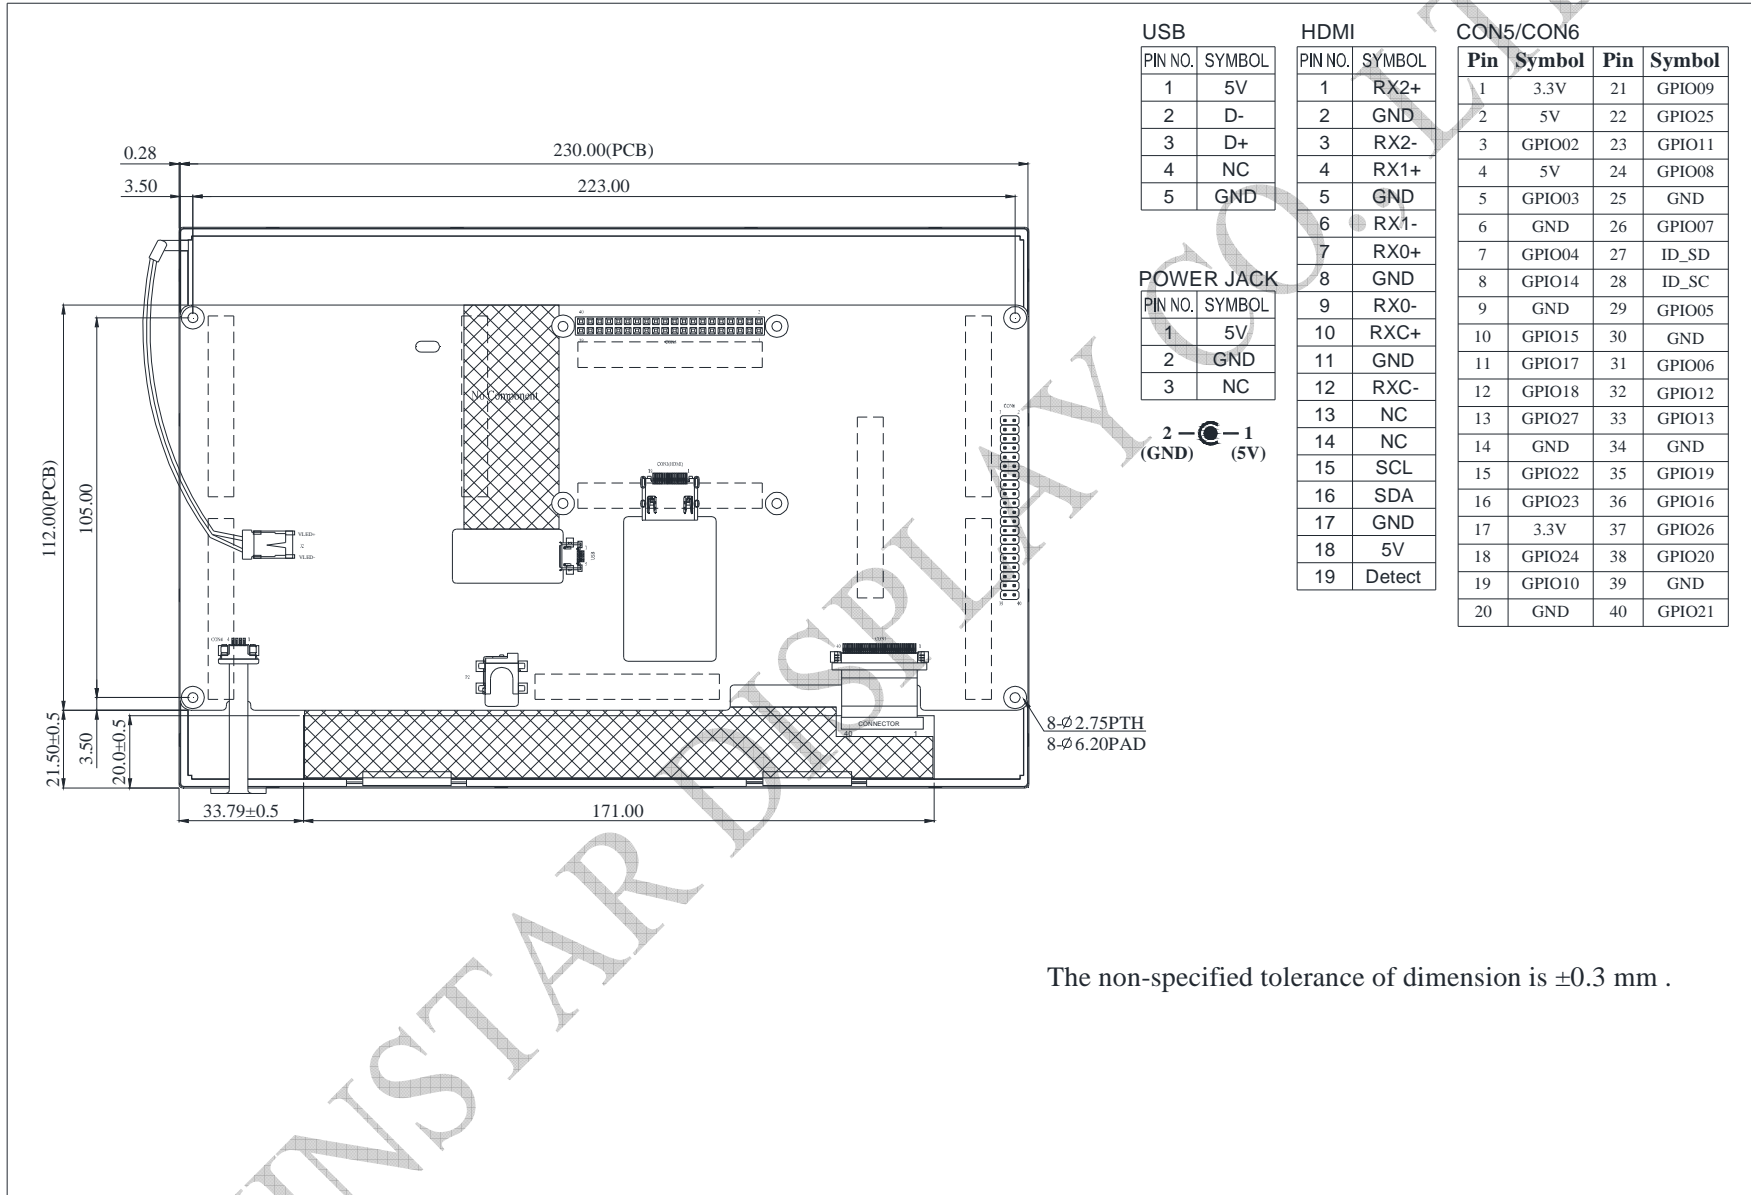 USB
PIN NO. SYMBOL
1 5V
2 D-
3 D+
4 NC
5 GND
POWER JACK
PIN NO. SYMBOL
1 5V
2 GND
3 NC
2 1
(GND) (5V)
HDMI
PIN NO. SYMBOL
1 RX2+
2 GND
3 RX2-
4 RX1+
5 GND
6 RX1-
7 RX0+
8 GND
9 RX0-
10 RXC+
11 GND
12 RXC-
13 NC
14 NC
15 SCL
16 SDA
17 GND
18 5V
19 Detect
CON5/CON6
Pin Symbol Pin Symbol
1 3.3V 21 GPIO09
2 5V 22 GPIO25
3 GPIO02 23 GPIO11
4 5V 24 GPIO08
5 GPIO03 25 GND
6 GND 26 GPIO07
7 GPIO04 27 ID_SD
8 GPIO14 28 ID_SC
9 GND 29 GPIO05
10 GPIO15 30 GND
11 GPIO17 31 GPIO06
12 GPIO18 32 GPIO12
13 GPIO27 33 GPIO13
14 GND 34 GND
15 GPIO22 35 GPIO19
16 GPIO23 36 GPIO16
17 3.3V 37 GPIO26
18 GPIO24 38 GPIO20
19 GPIO10 39 GND
20 GND 40 GPIO21
0.28
230.00(PCB)
3.50
223.00
112.00(PCB)
105.00
No Component
VLED+
VLED-
USB
CONNECTOR
40 1
21.50±0.5
3.50
20.0±0.5
33.79±0.5
171.00
8-Ø2.75PTH
8-Ø6.20PAD
The non-specified tolerance of dimension is ±0.3 mm .
INSTAR DISPLAY CO., LT